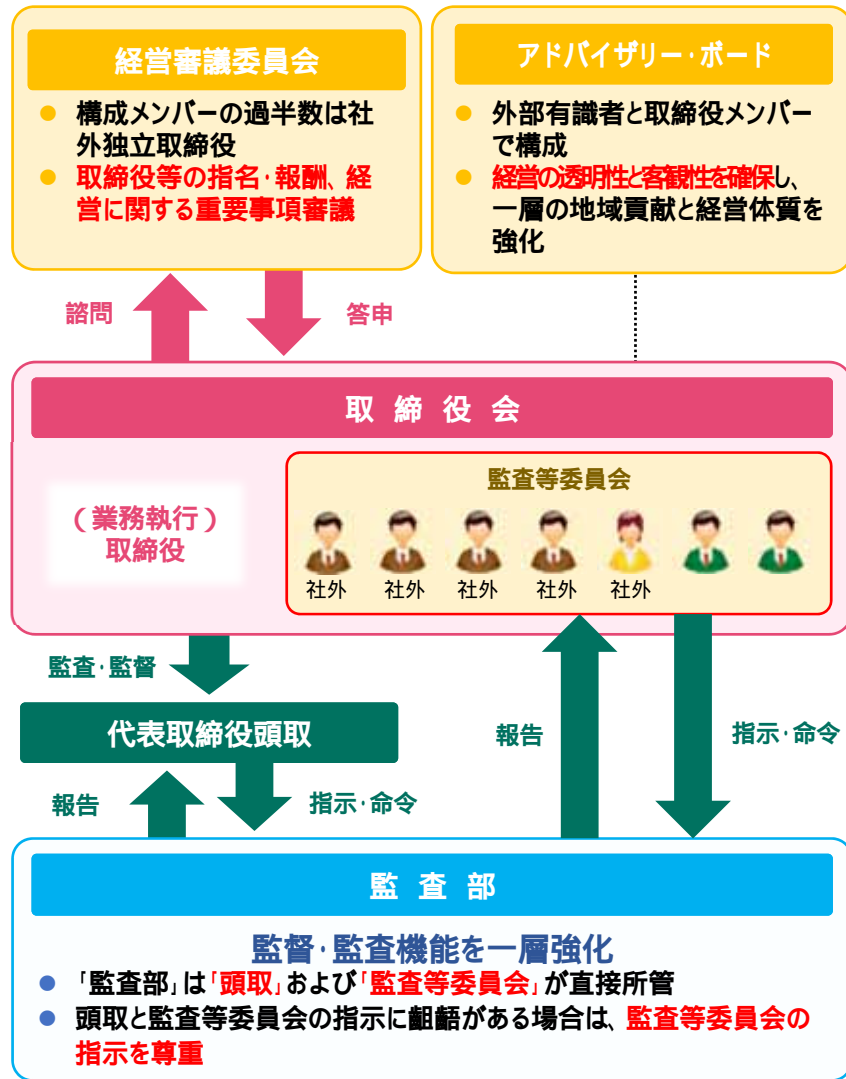 経営審議委員会
● 構成メンバーの過半数は社
外独立取締役
● 取締役等の指名・報酬、経
営に関する重要事項審議
アドバイザリー・ボード
● 外部有識者と取締役メンバー
で構成
● 経営の透明性と客観性を確保し、
一層の地域貢献と経営体質を
強化
諮問
答申
取締役会
(業務執行)
取締役
監査等委員会
社外 社外 社外 社外 社外
監査・監督
代表取締役頭取
報告
指示・命令
報告
指示・命令
監査部
監督・監査機能を一層強化
● 「監査部」は「頭取」および「監査等委員会」が直接所管
● 頭取と監査等委員会の指示に齟齬がある場合は、監査等委員会の
指示を尊重